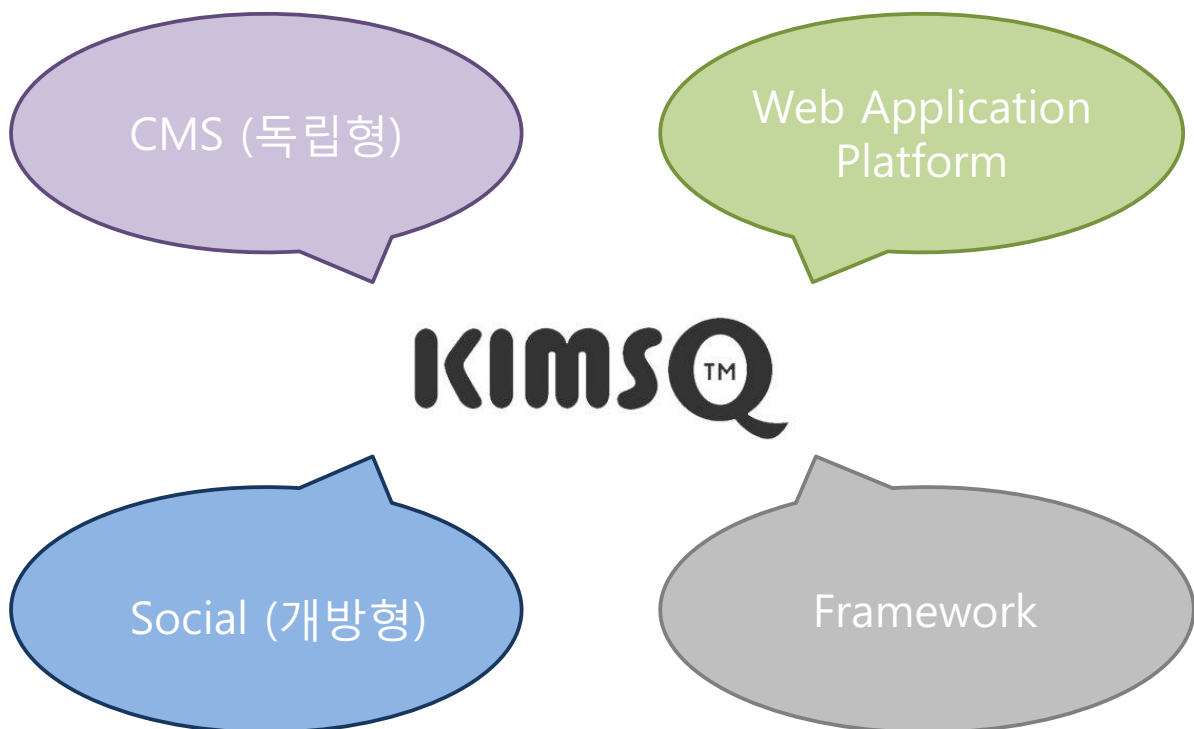 CMS (독립형)
Web Application
Platform
KIMSQ TM
Social (개방형)
Framework